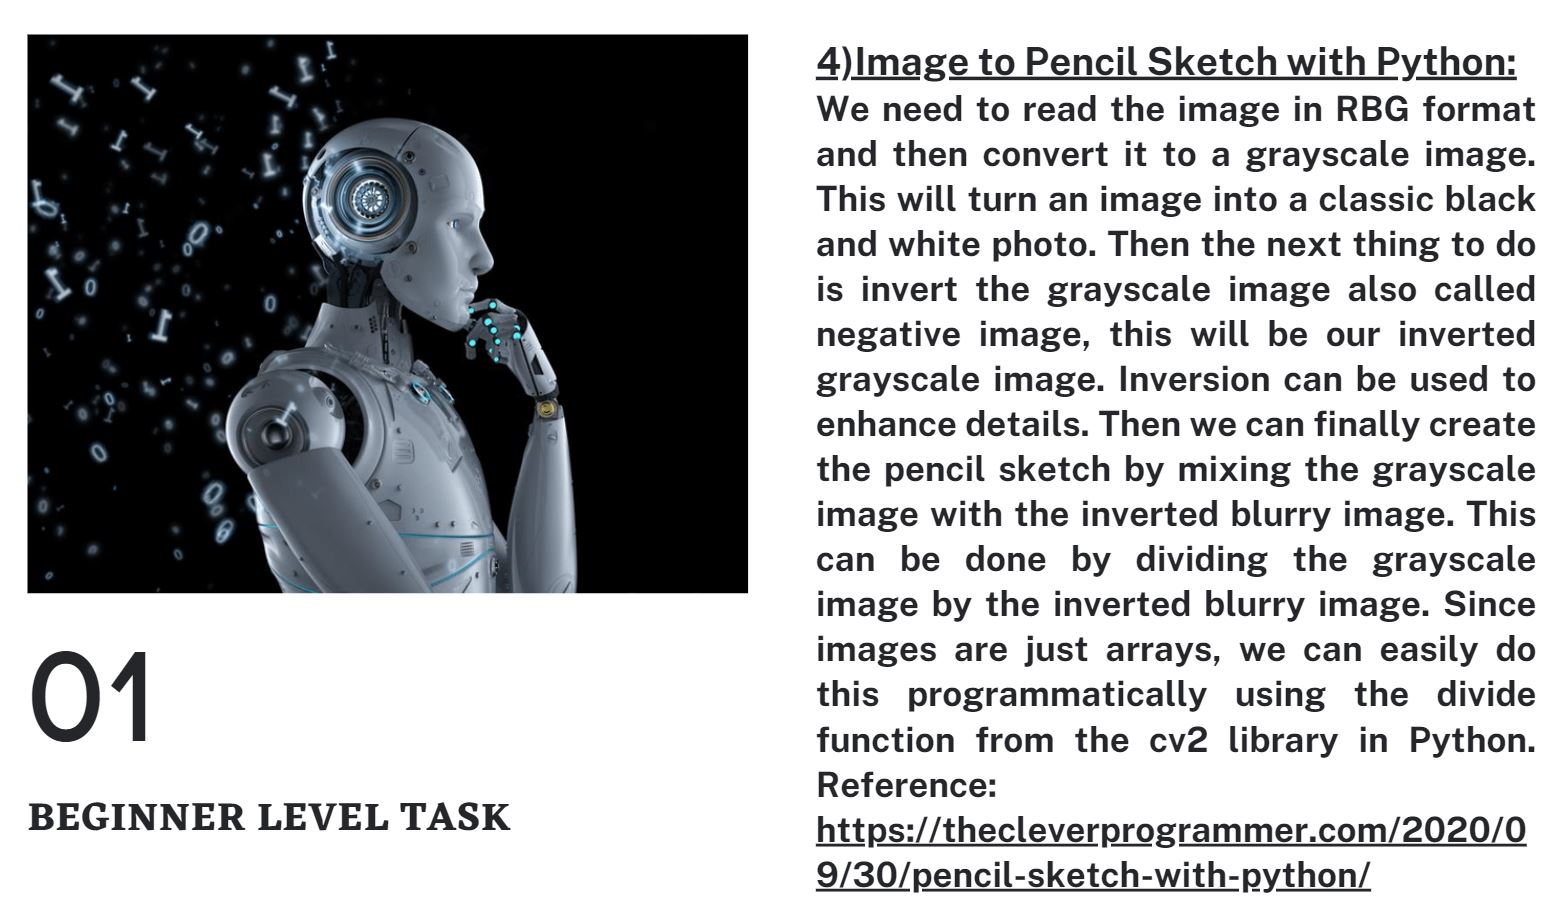 01
BEGINNER LEVEL TASK
4)Image to Pencil Sketch with Python:
We need to read the image in RBG format
and then convert it to a grayscale image.
This will turn an image into a classic black
and white photo. Then the next thing to do
is invert the grayscale image also called
negative image, this will be our inverted
grayscale image. Inversion can be used to
enhance details. Then we can finally create
the pencil sketch by mixing the grayscale
image with the inverted blurry image. This
can be done by dividing the grayscale
image by the inverted blurry image. Since
images are just arrays, we can easily do
this programmatically using the divide
function from the cv2 library in Python.
Reference:
https://thecleverprogrammer.com/2020/0
9/30/pencil-sketch-with-python/